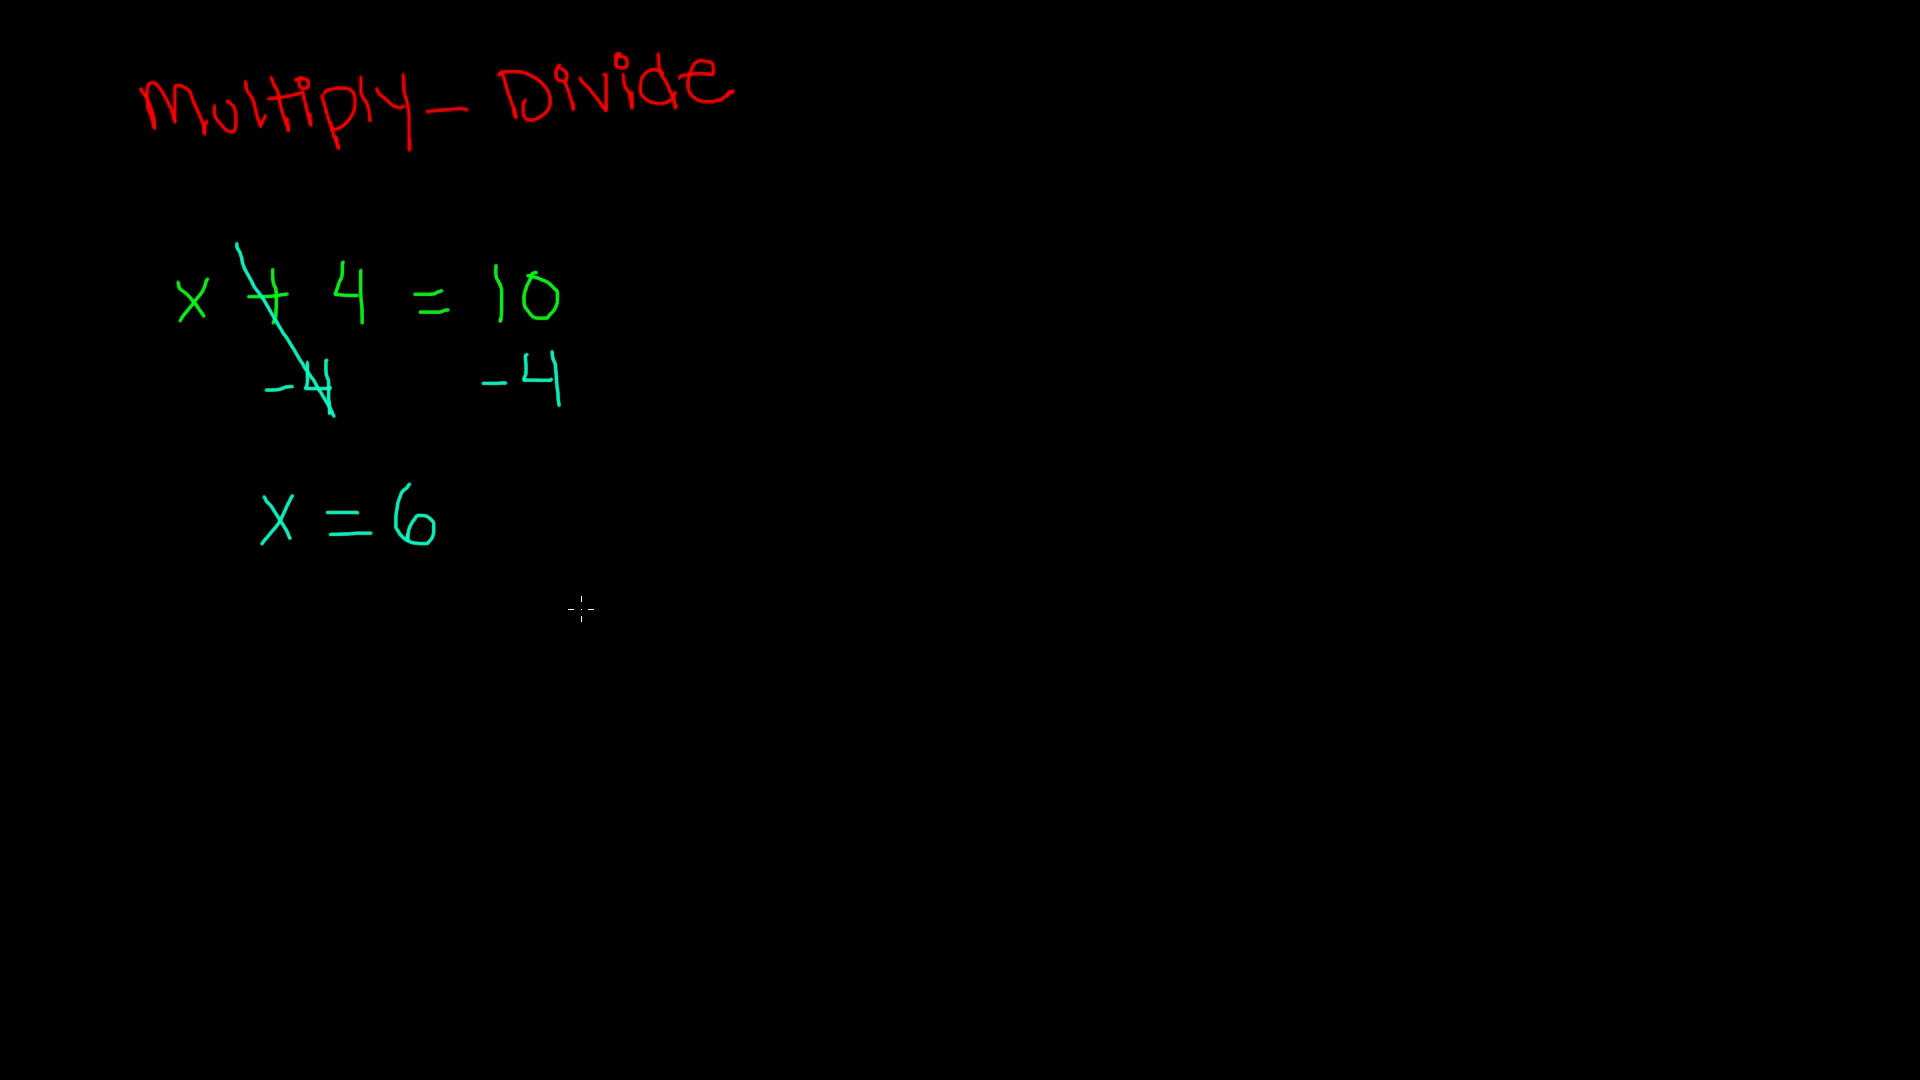 Multiply - Divide
x + 4 = 10
-4 -4
x = 6